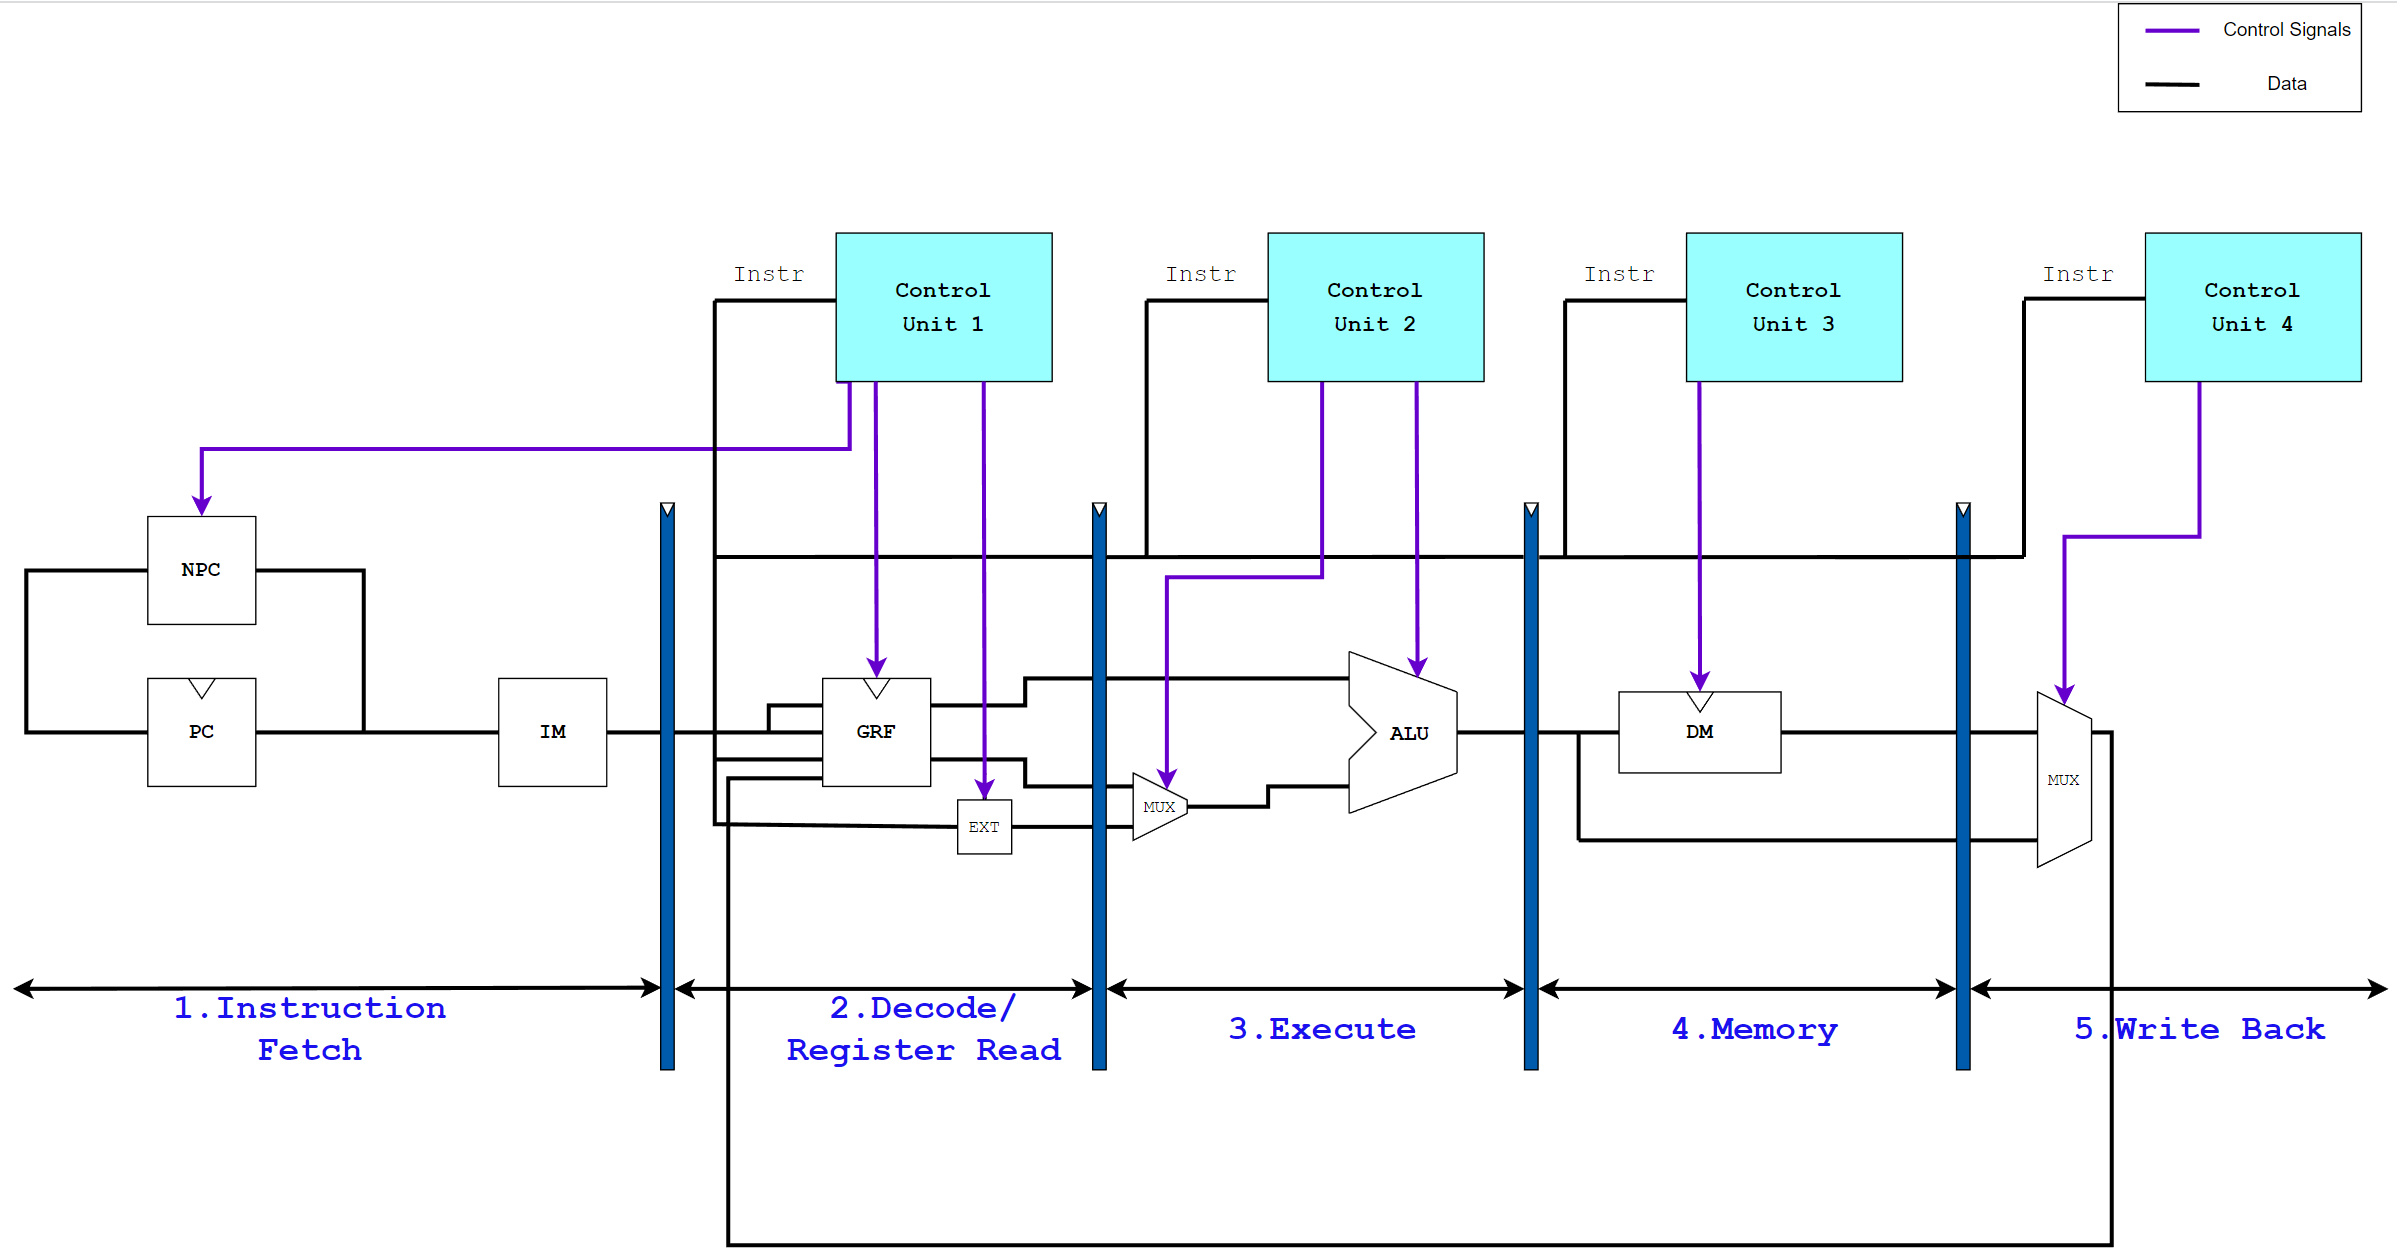 Control Signals
Data
Instr
Control
Unit 1
Instr
Control
Unit 2
Instr
Control
Unit 3
Instr
Control
Unit 4
NPC
PC
IM
GRF
EXT
MUX
ALU
DM
MUX
1.Instruction
Fetch
2.Decode/
Register Read
3.Execute
4.Memory
5.Write Back